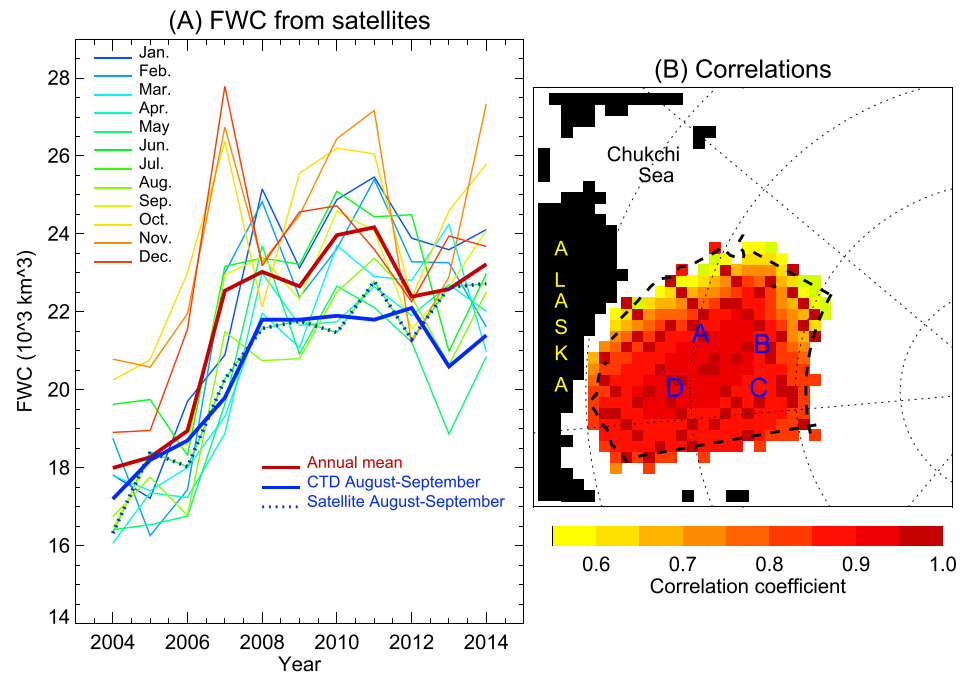 (A) FWC from satellites
Jan.
Feb.
Mar.
Apr.
May
Jun.
Jul.
Aug.
Sep.
Oct.
Nov.
Dec.
28
26
24
22
20
18
16
14
FWC (10^3 km^3)
Annual mean
CTD August-September
Satellite August-September
2004 2006 2008 2010 2012 2014
Year
(B) Correlations
Chukchi
Sea
A
L
A
S
K
A
A
B
D C
0.6 0.7 0.8 0.9 1.0
Correlation coefficient